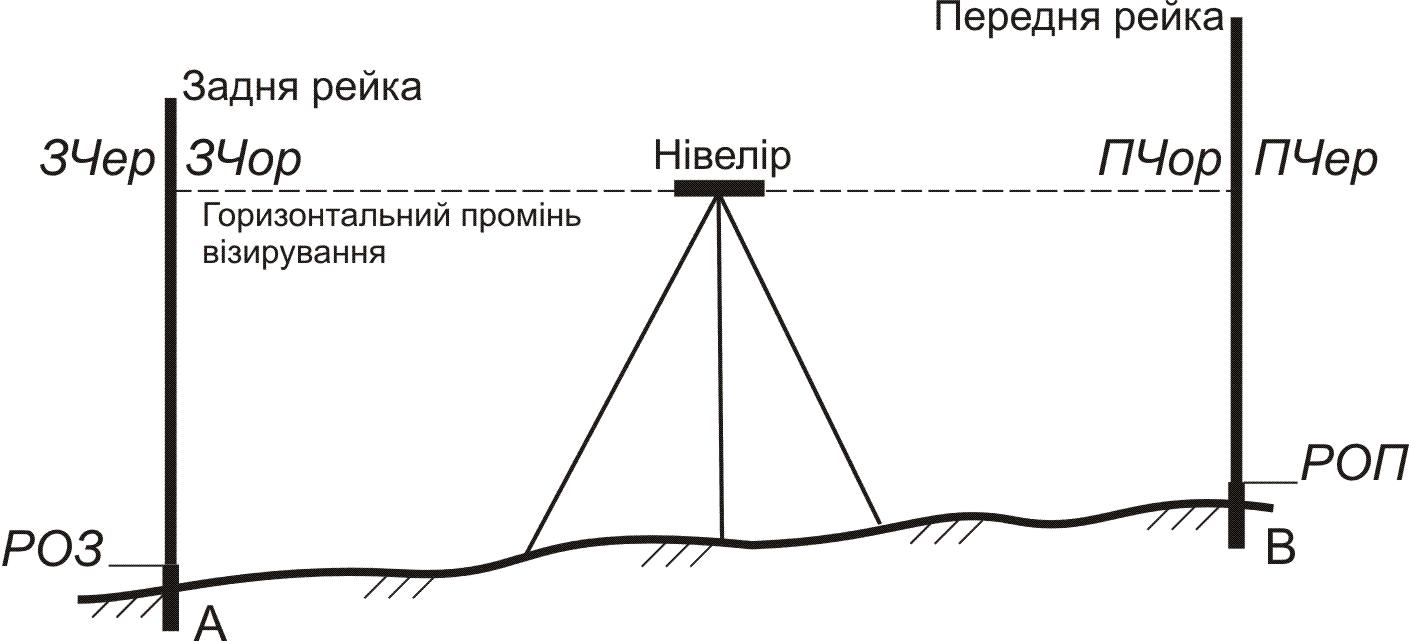 Передня рейка
Задня рейка
ЗЧер ЗЧор
Нівелір
ПЧор ПЧер
Горизонтальний промінь
візирування
РОП
РОЗ
В
А